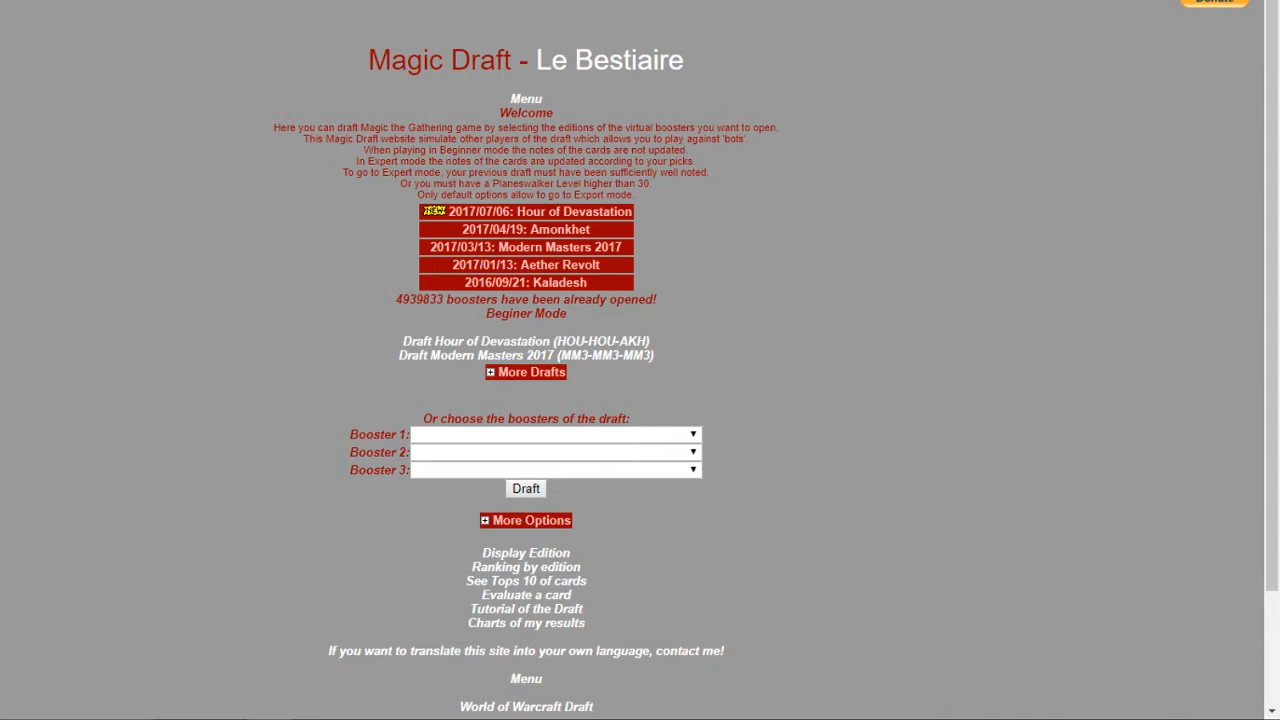 Donate
Magic Draft - Le Bestiaire
Menu
Welcome
Here you can draft Magic the Gathering game by selecting the editions of the virtual boosters you want to open.
This Magic Draft website simulate other players of the draft which allows you to play against 'bots'.
When playing in Beginner mode the notes of the cards are not updated.
In Expert mode the notes of the cards are updated according to your picks.
To go to Expert mode, your previous draft must have been sufficiently well noted.
Or you must have a Planeswalker Level higher than 30.
Only default options allow to go to Export mode.
NEW 2017/07/06: Hour of Devastation
2017/04/19: Amonkhet
2017/03/13: Modern Masters 2017
2017/01/13: Aether Revolt
2016/09/21: Kaladesh
4939833 boosters have been already opened!
Beginer Mode
Draft Hour of Devastation (HOU-HOU-AKH)
Draft Modern Masters 2017 (MM3-MM3-MM3)
More Drafts
Or choose the boosters of the draft:
Booster 1:
Booster 2:
Booster 3:
Draft
More Options
Display Edition
Ranking by edition
See Tops 10 of cards
Evaluate a card
Tutorial of the Draft
Charts of my results
If you want to translate this site into your own language, contact me!
Menu
World of Warcraft Draft